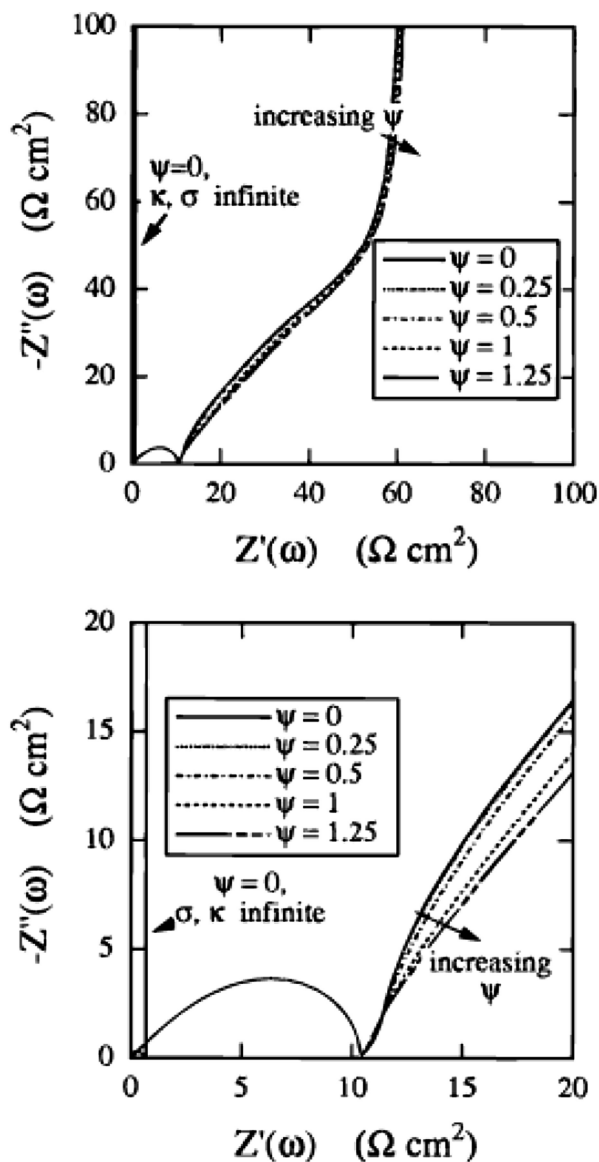 100
80
60
40
20
0
-Z''(ω) (Ω cm²)
increasing ψ
ψ=0,
κ, σ infinite
ψ = 0
ψ = 0.25
ψ = 0.5
ψ = 1
ψ = 1.25
0 20 40 60 80 100
Z'(ω) (Ω cm²)
20
15
10
5
0
-Z''(ω) (Ω cm²)
ψ = 0
ψ = 0.25
ψ = 0.5
ψ = 1
ψ = 1.25
ψ = 0,
σ, κ infinite
increasing
ψ
0 5 10 15 20
Z'(ω) (Ω cm²)